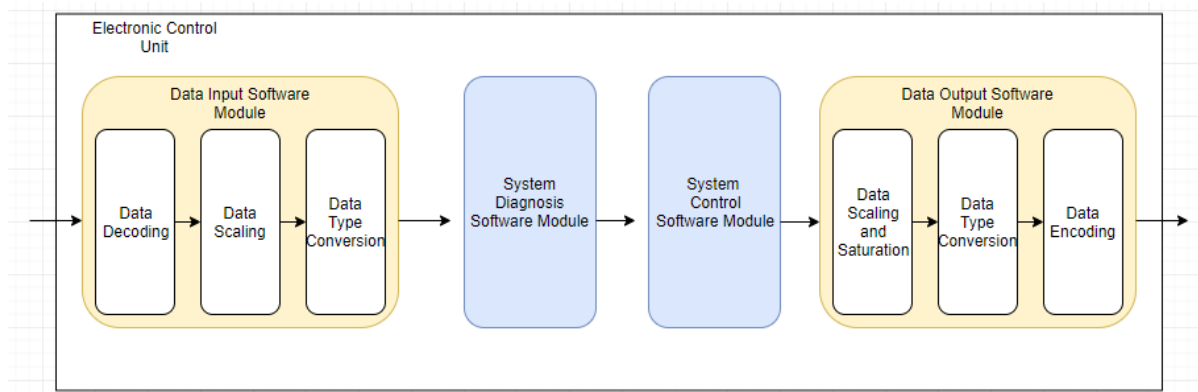 Electronic Control
Unit
Data Input Software
Module
Data
Decoding
Data
Scaling
Data
Type
Conversion
System
Diagnosis
Software Module
System
Control
Software Module
Data Output Software
Module
Data
Scaling
and
Saturation
Data
Type
Conversion
Data
Encoding